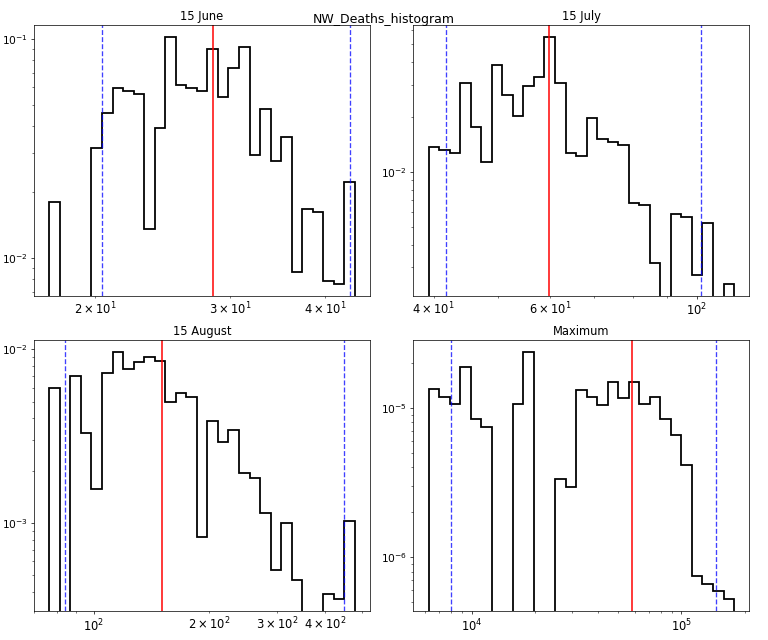 NW_Deaths_histogram
15 June
15 July
10⁻¹
10⁻²
2 × 10¹
3 × 10¹
4 × 10¹
10⁻²
4 × 10¹
6 × 10¹
10²
15 August
Maximum
10⁻²
10⁻³
10²
2 × 10²
3 × 10²
4 × 10²
10⁻⁵
10⁻⁶
10⁴
10⁵